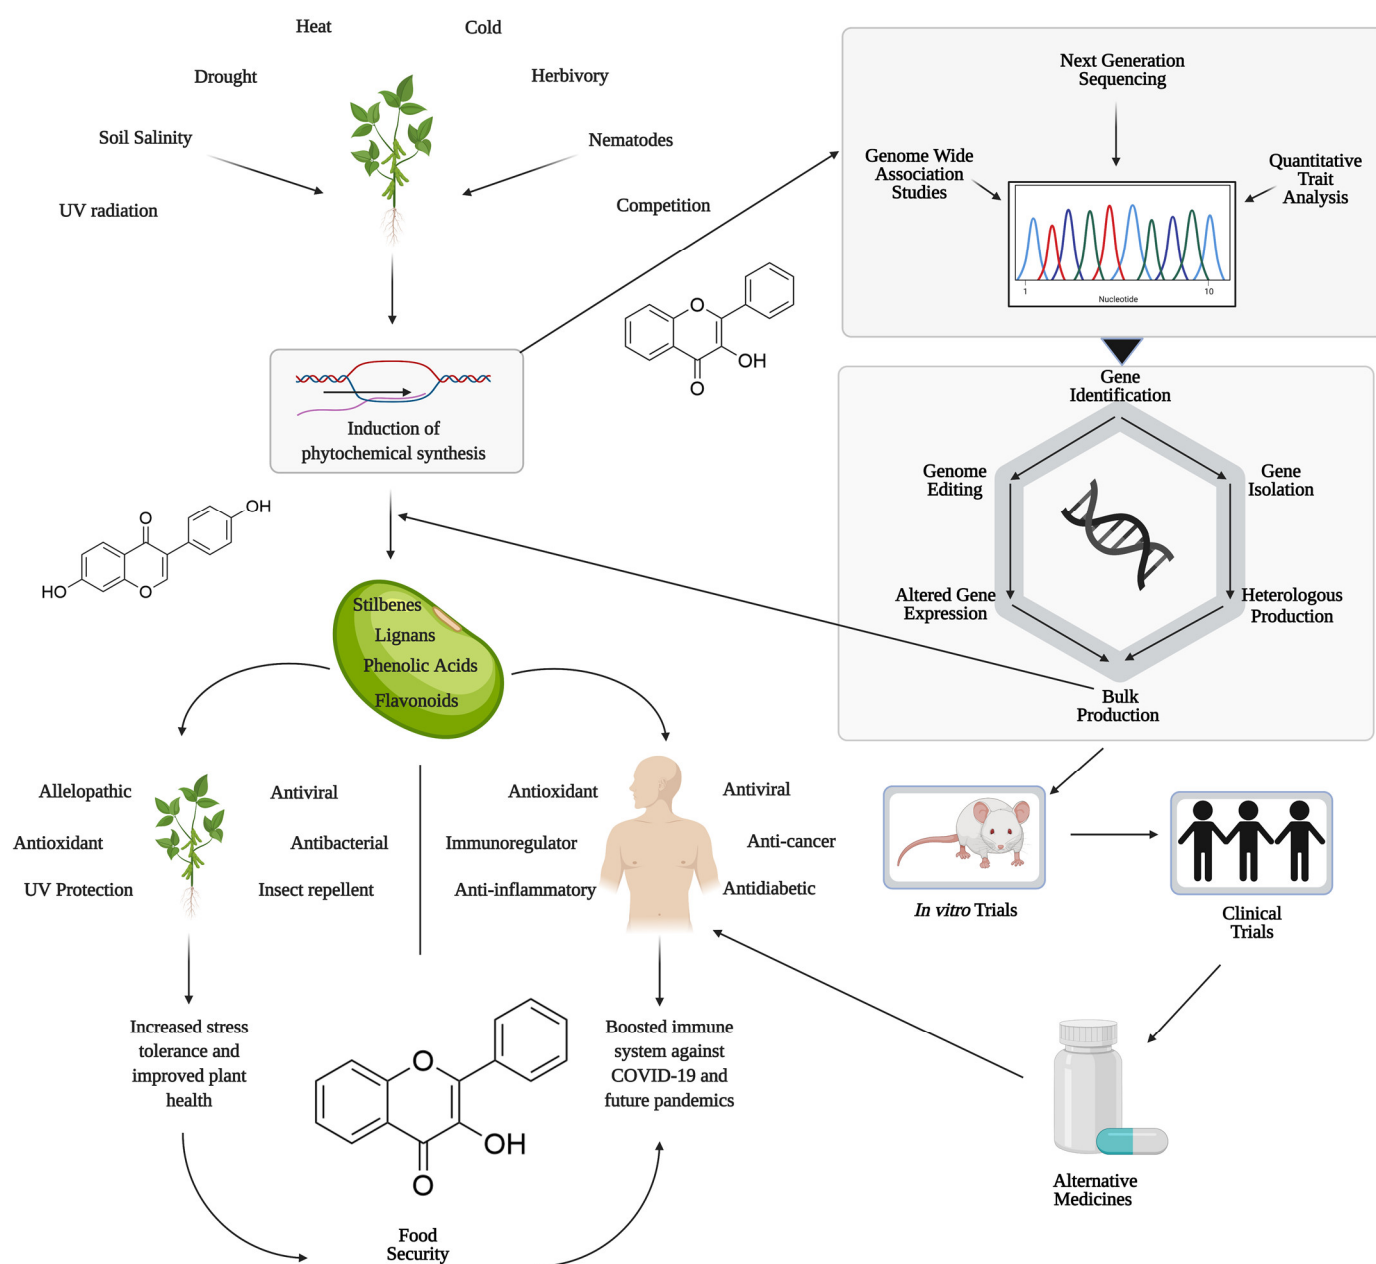 Heat
Cold
Drought
Herbivory
Soil Salinity
Nematodes
UV radiation
Competition
Next Generation
Sequencing
Genome Wide
Association
Studies
Quantitative
Trait
Analysis
1
10
Nucleotide
O
OH
O
Induction of
phytochemical synthesis
Gene
Identification
Genome
Editing
Gene
Isolation
Altered Gene
Expression
Heterologous
Production
Bulk
Production
OH
O
HO
O
Stilbenes
Lignans
Phenolic Acids
Flavonoids
Allelopathic
Antioxidant
UV Protection
Antiviral
Antibacterial
Insect repellent
Antioxidant
Immunoregulator
Anti-inflammatory
Antiviral
Anti-cancer
Antidiabetic
In vitro Trials
Clinical
Trials
Increased stress
tolerance and
improved plant
health
O
OH
O
Boosted immune
system against
COVID-19 and
future pandemics
Alternative
Medicines
Food
Security